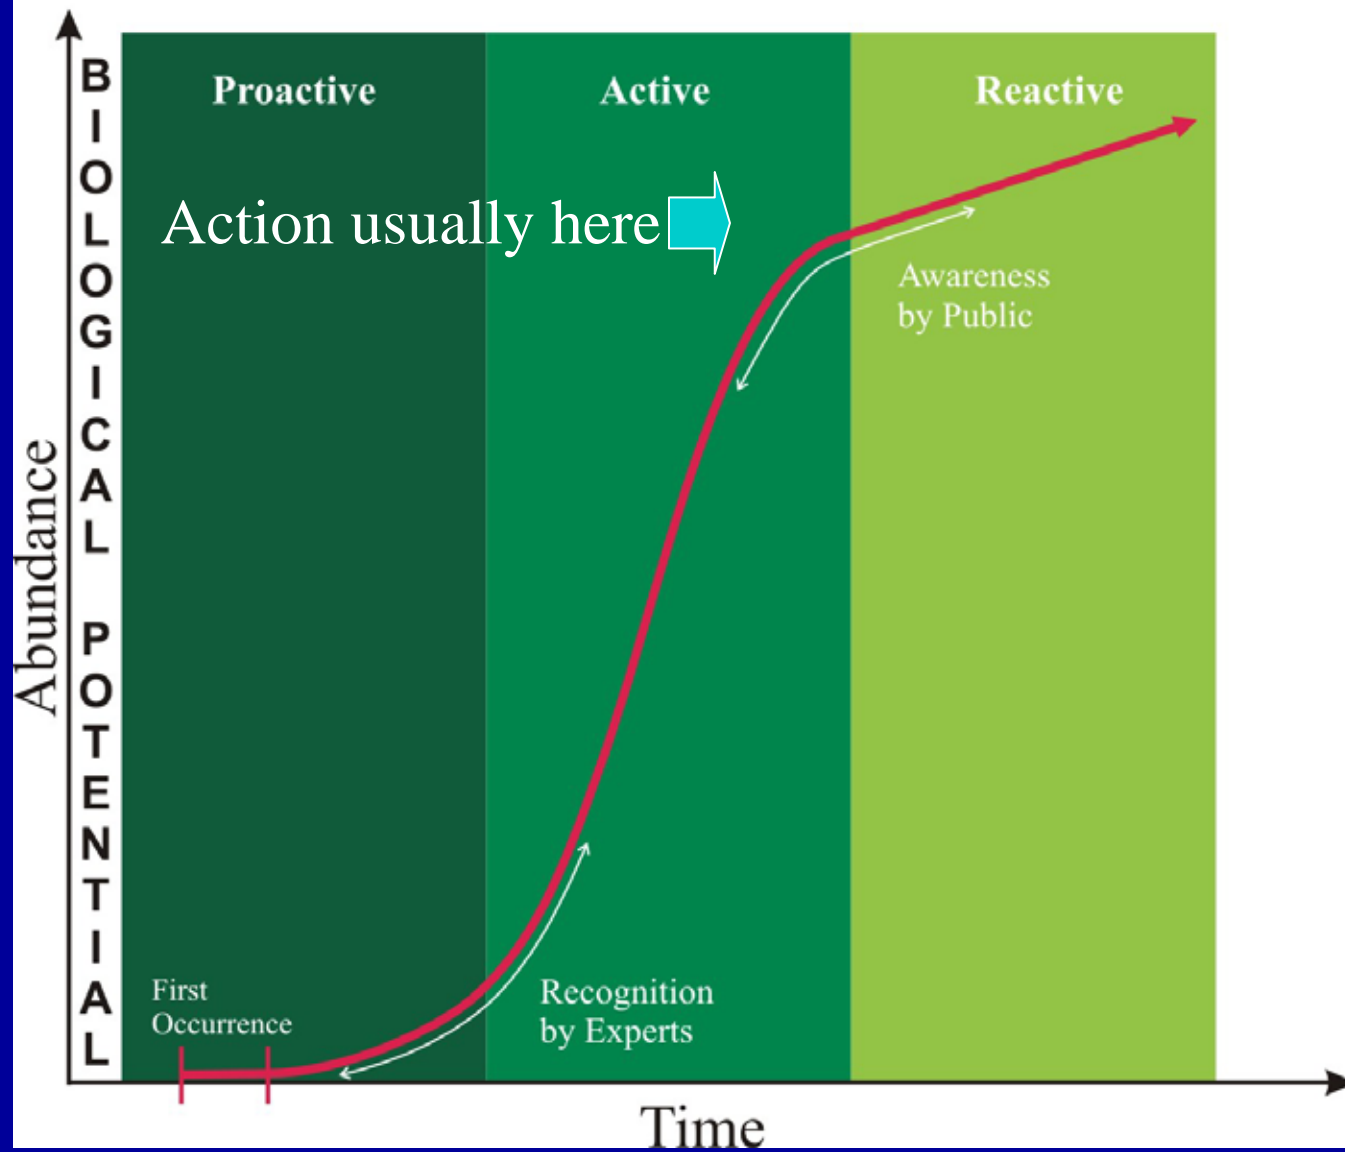 BIOLOGICAL POTENTIAL
Proactive
Active
Reactive
Action usually here
Awareness
by Public
Abundance
First
Occurrence
Recognition
by Experts
Time